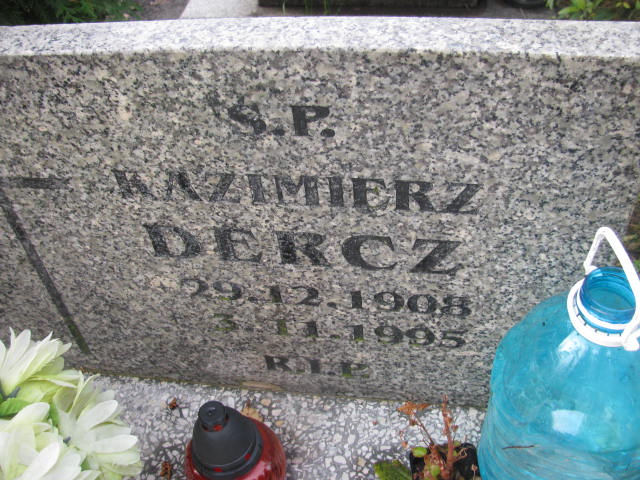 S.P.
KAZIMIERZ
DERCZ
29.12.1908
3.11.1995
R.I.P.